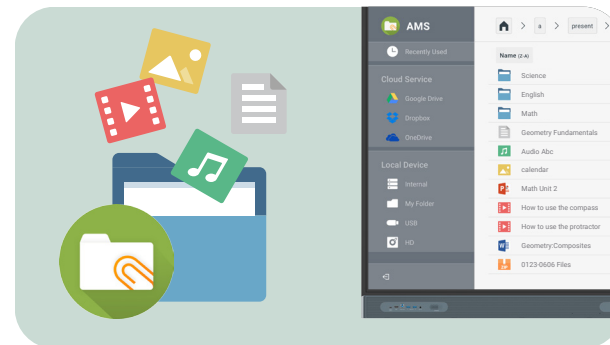 AMS
Recently Used
Cloud Service
Google Drive
Dropbox
OneDrive
Local Device
Internal
My Folder
USB
HD
> a > present >
Name (Z-A)
Science
English
Math
Geometry Fundamentals
Audio Abc
calendar
Math Unit 2
How to use the compass
How to use the protractor
Geometry:Composites
0123-0606 Files